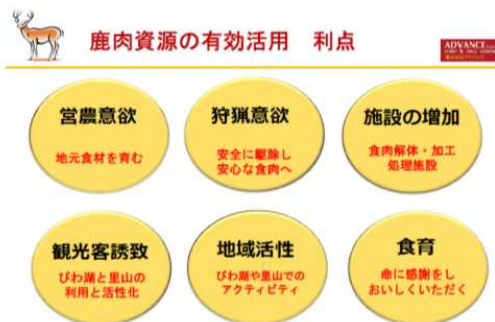 鹿肉資源の有効活用　利点
ADVANCE
営農意欲
地元食材を育む
狩猟意欲
安全に駆除し
安心な食肉へ
施設の増加
食肉解体・加工
処理施設
観光客誘致
びわ湖と里山の
利用と活性化
地域活性
びわ湖や里山での
アクティビティ
食育
命に感謝をし
おいしくいただく